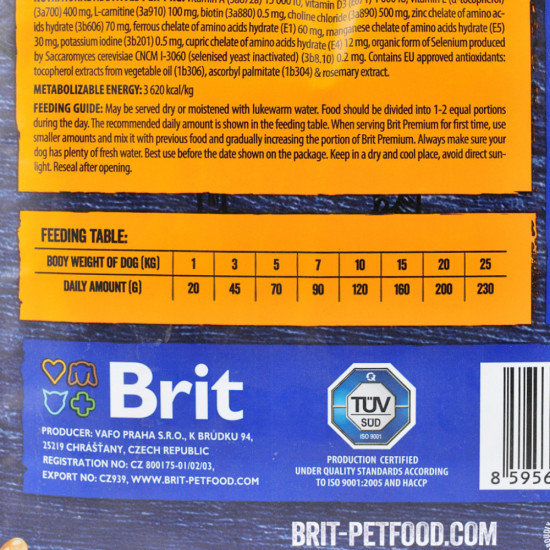 (3a700) 400 mg, L-carnitine (3a910) 100 mg, biotin (3a880) 0.5 mg, choline chloride (3a890) 500 mg, zinc chelate of amino ac-
ids hydrate (3b606) 70 mg, ferrous chelate of amino acids hydrate (E1) 60 mg, manganese chelate of amino acids hydrate (E5)
30 mg, potassium iodine (3b201) 0.5 mg, cupric chelate of amino acids hydrate (E4) 12 mg, organic form of Selenium produced
by Saccaromyces cerevisiae CNCM I-3060 (selenised yeast inactivated) (3b8.10) 0.2 mg. Contains EU approved antioxidants:
tocopherol extracts from vegetable oil (1b306), ascorbyl palmitate (1b304) & rosemary extract.
METABOLIZABLE ENERGY: 3 620 kcal/kg
FEEDING GUIDE: May be served dry or moistened with lukewarm water. Food should be divided into 1-2 equal portions
during the day. The recommended daily amount is shown in the feeding table. When serving Brit Premium for first time, use
smaller amounts and mix it with previous food and gradually increasing the portion of Brit Premium. Always make sure your
dog has plenty of fresh water. Best use before the date shown on the package. Keep in a dry and cool place, avoid direct sun-
light. Reseal after opening.
FEEDING TABLE:
BODY WEIGHT OF DOG (KG) 1 3 5 7 10 15 20 25
DAILY AMOUNT (G) 20 45 70 90 120 160 200 230
Brit
PRODUCER: VAFO PRAHA S.R.O., K BRŮDKU 94,
25219 CHRÁŠŤANY, CZECH REPUBLIC
REGISTRATION NO: CZ 800175-01/02/03,
EXPORT NO: CZ939, WWW.BRIT-PETFOOD.COM
Q
TÜV
SUD
ISO 9001
PRODUCTION CERTIFIED
UNDER QUALITY STANDARDS ACCORDING
TO ISO 9001:2005 AND HACCP
8 5956
BRIT-PETFOOD.COM